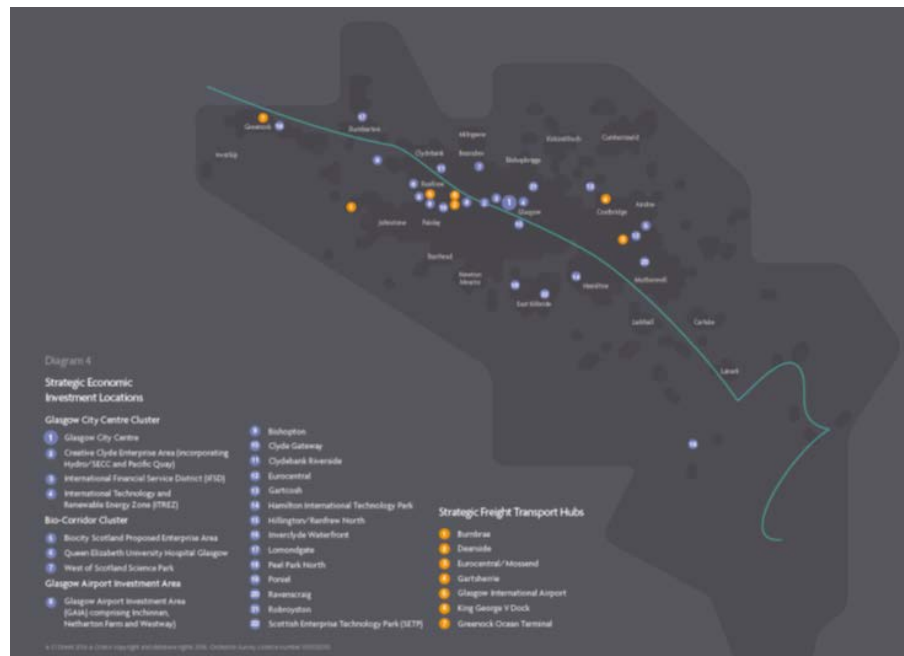 Greenock
Dumbarton
Milngavie
Kirkintilloch
Cumbernauld
Inverkip
Clydebank
Bearsden
Bishopbriggs
Renfrew
Coatbridge
Airdrie
Johnstone
Paisley
Glasgow
Barrhead
Newton
Mearns
East Kilbride
Hamilton
Motherwell
Larkhall
Carluke
Lanark
Diagram 4
Strategic Economic
Investment Locations
Glasgow City Centre Cluster
1 Glasgow City Centre
2 Creative Clyde Enterprise Area (incorporating
Hydro/SECC and Pacific Quay)
3 International Financial Service District (IFSD)
4 International Technology and
Renewable Energy Zone (ITREZ)
Bio-Corridor Cluster
5 Biocity Scotland Proposed Enterprise Area
6 Queen Elizabeth University Hospital Glasgow
7 West of Scotland Science Park
Glasgow Airport Investment Area
8 Glasgow Airport Investment Area
(GAIA) comprising Inchinnan,
Netherton Farm and Westway)
9 Bishopton
10 Clyde Gateway
11 Clydebank Riverside
12 Eurocentral
13 Gartcosh
14 Hamilton International Technology Park
15 Hillington/Renfrew North
16 Inverclyde Waterfront
17 Lomondgate
18 Peel Park North
19 Poniel
20 Ravenscraig
21 Robroyston
22 Scottish Enterprise Technology Park (SETP)
Strategic Freight Transport Hubs
1 Burnbrae
2 Deanside
3 Eurocentral/Mossend
4 Gartsherrie
5 Glasgow International Airport
6 King George V Dock
7 Greenock Ocean Terminal